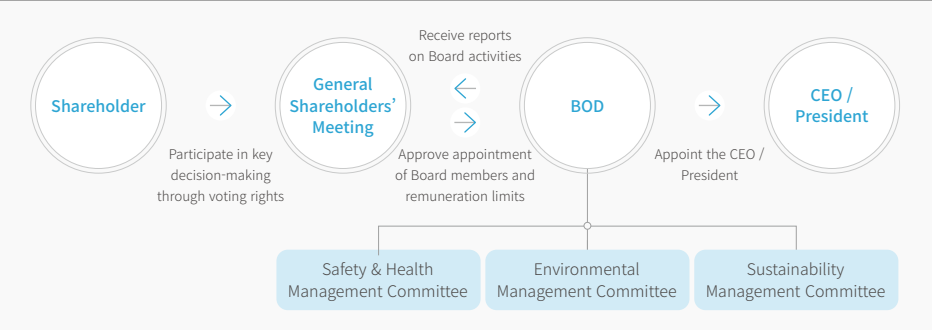 Receive reports
on Board activities
Shareholder
General
Shareholders’
Meeting
BOD
CEO /
President
Participate in key
decision-making
through voting rights
Approve appointment
of Board members and
remuneration limits
Appoint the CEO /
President
Safety & Health
Management Committee
Environmental
Management Committee
Sustainability
Management Committee